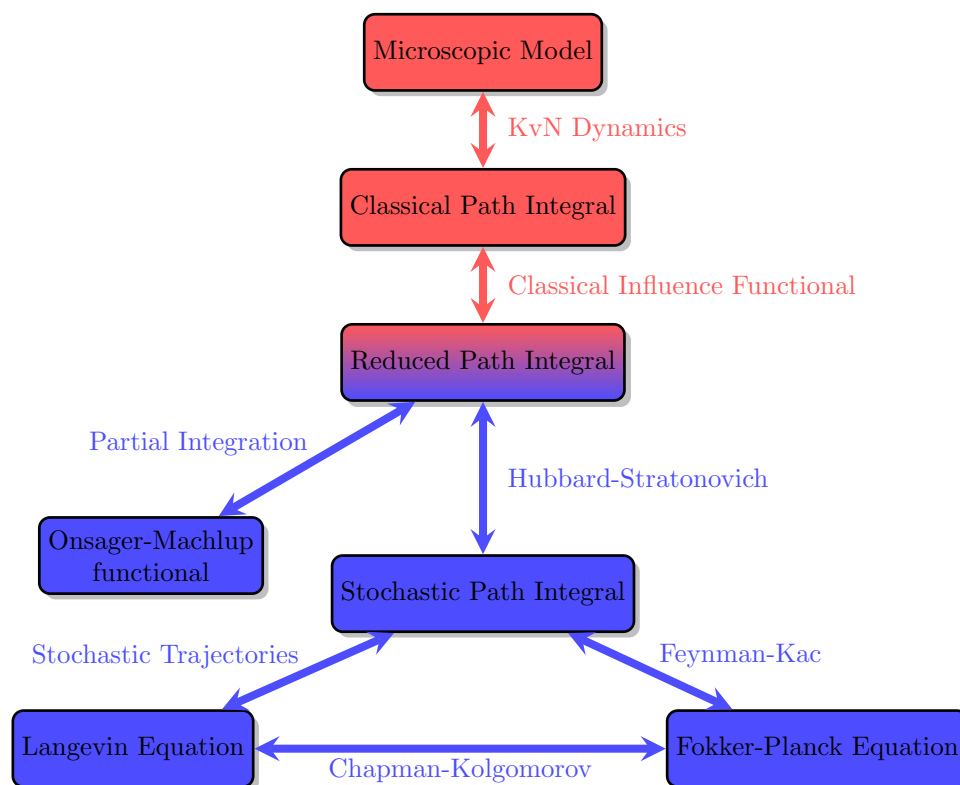 Microscopic Model
KvN Dynamics
Classical Path Integral
Classical Influence Functional
Reduced Path Integral
Partial Integration
Hubbard-Stratonovich
Onsager-Machlup
functional
Stochastic Path Integral
Stochastic Trajectories
Feynman-Kac
Langevin Equation
Fokker-Planck Equation
Chapman-Kolgomorov